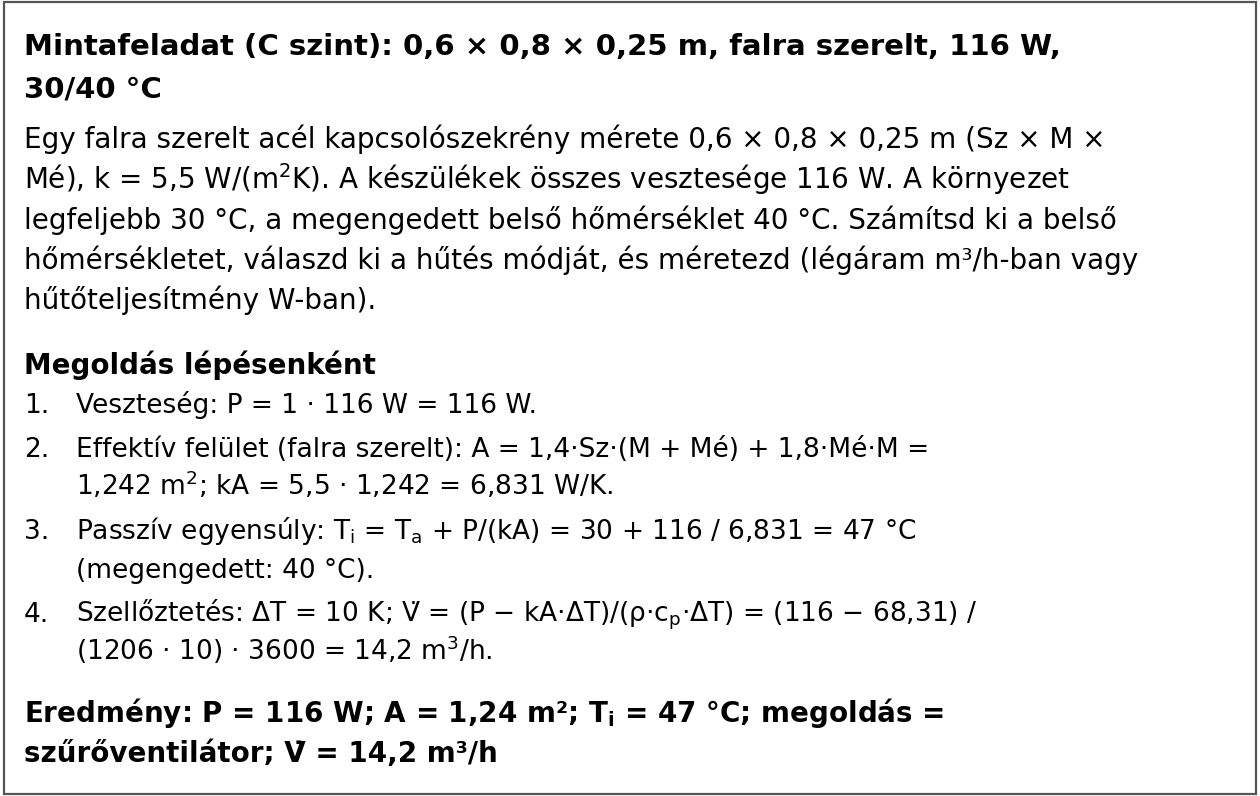 Mintafeladat (C szint): 0,6 × 0,8 × 0,25 m, falra szerelt, 116 W,
30/40 °C
Egy falra szerelt acél kapcsolószekrény mérete 0,6 × 0,8 × 0,25 m (Sz × M ×
Mé), k = 5,5 W/(m²K). A készülékek összes vesztesége 116 W. A környezet
legfeljebb 30 °C, a megengedett belső hőmérséklet 40 °C. Számítsd ki a belső
hőmérsékletet, válaszd ki a hűtés módját, és méretezd (légáram m³/h-ban vagy
hűtőteljesítmény W-ban).
Megoldás lépésenként
1. Veszteség: P = 1 · 116 W = 116 W.
2. Effektív felület (falra szerelt): A = 1,4·Sz·(M + Mé) + 1,8·Mé·M =
1,242 m²; kA = 5,5 · 1,242 = 6,831 W/K.
3. Passzív egyensúly: Tᵢ = Tₐ + P/(kA) = 30 + 116 / 6,831 = 47 °C
(megengedett: 40 °C).
4. Szellőztetés: ΔT = 10 K; V̇ = (P − kA·ΔT)/(ρ·cₚ·ΔT) = (116 − 68,31) /
(1206 · 10) · 3600 = 14,2 m³/h.
Eredmény: P = 116 W; A = 1,24 m²; Tᵢ = 47 °C; megoldás =
szűrőventilátor; V̇ = 14,2 m³/h